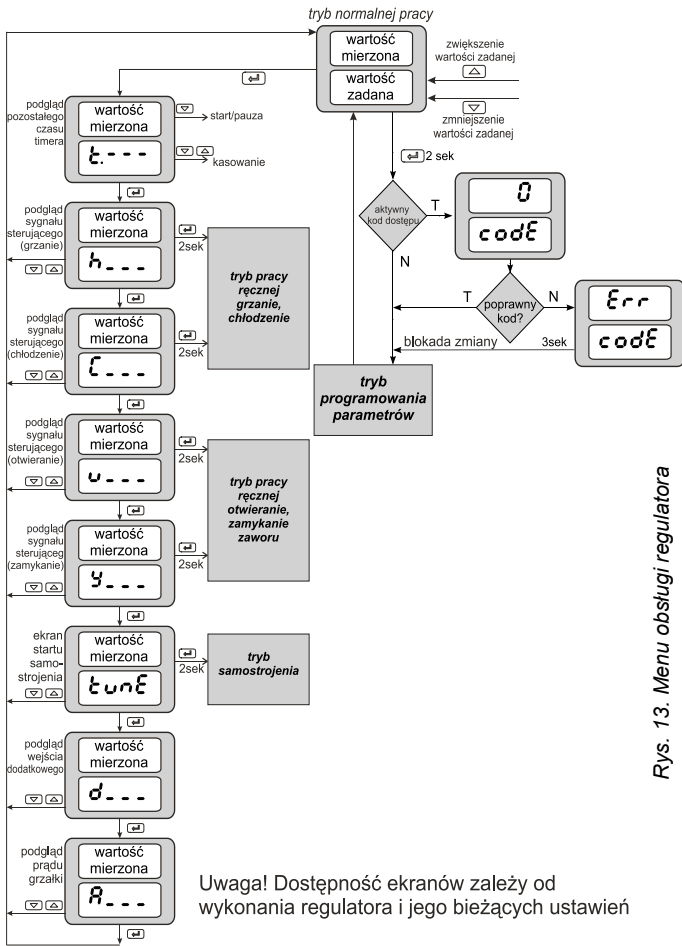 tryb normalnej pracy
wartość
mierzona
wartość
zadana
zwiększenie
wartości zadanej
zmniejszenie
wartości zadanej
2 sek
aktywny
kod dostępu
T
N
0
codE
poprawny
kod?
T
N
Err
codE
blokada zmiany
3sek
tryb
programowania
parametrów
podgląd
pozostałego
czasu
timera
wartość
mierzona
t.---
start/pauza
kasowanie
podgląd
sygnału
sterującego
(grzanie)
wartość
mierzona
h---
2sek
tryb pracy
ręcznej
grzanie,
chłodzenie
podgląd
sygnału
sterującego
(chłodzenie)
wartość
mierzona
C---
2sek
podgląd
sygnału
sterującego
(otwieranie)
wartość
mierzona
u---
2sek
tryb pracy
ręcznej
otwieranie,
zamykanie
zaworu
podgląd
sygnału
sterująceg
(zamykanie)
wartość
mierzona
y---
2sek
ekran
startu
samo-
strojenia
wartość
mierzona
tunE
2sek
tryb
samostrojenia
podgląd
wejścia
dodatkowego
wartość
mierzona
d---
podgląd
prądu
grzałki
wartość
mierzona
A---
Uwaga! Dostępność ekranów zależy od
wykonania regulatora i jego bieżących ustawień
Rys. 13. Menu obsługi regulatora